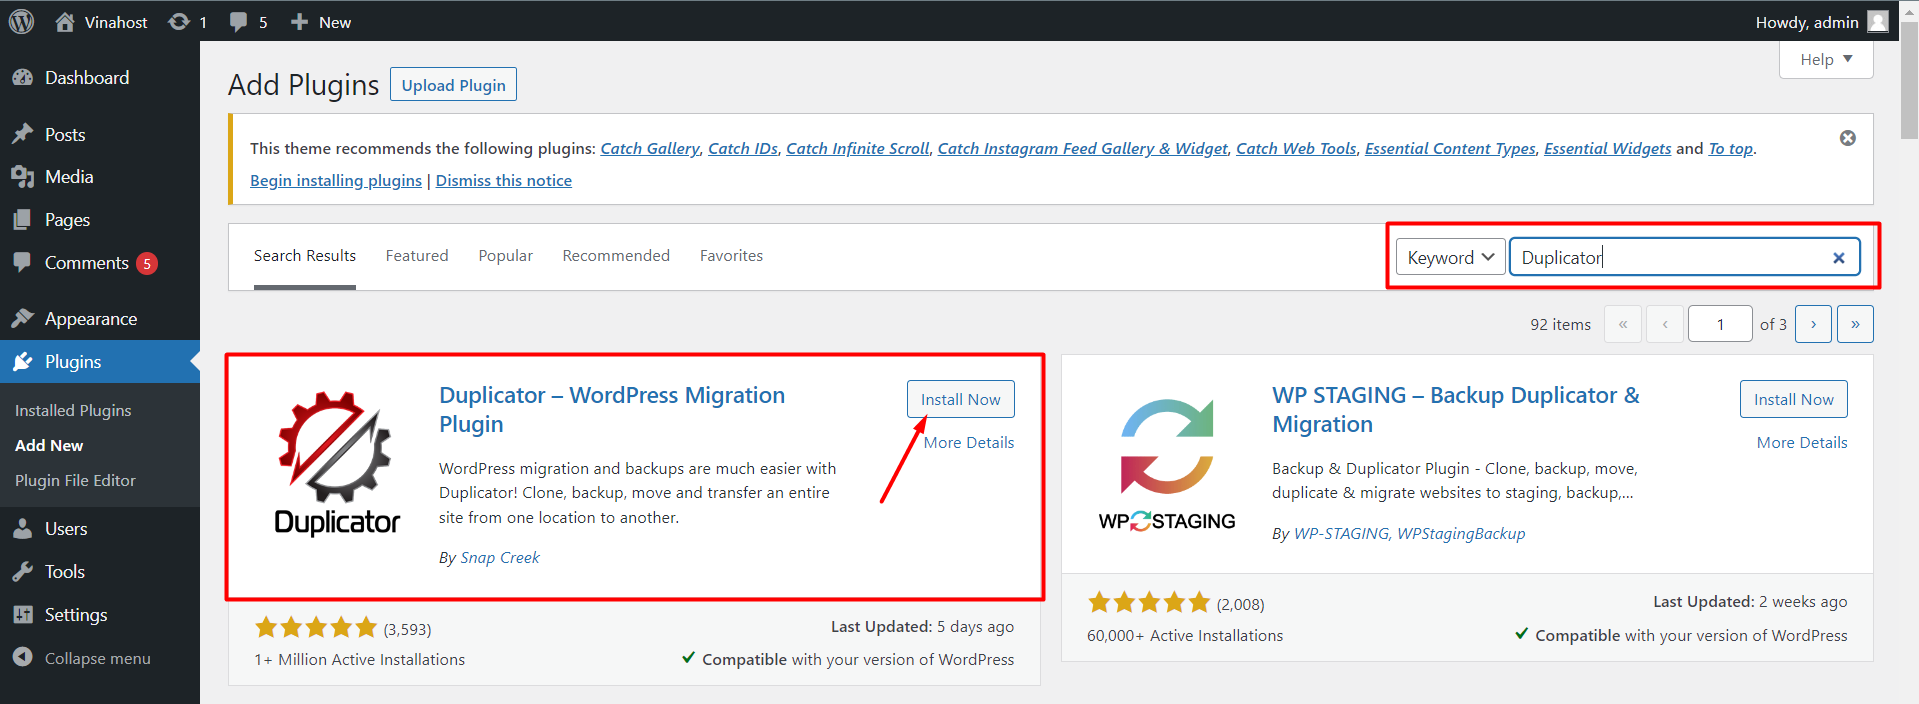 Vinahost 1 5 New Howdy, admin
Dashboard
Posts
Media
Pages
Comments 5
Appearance
Plugins
Installed Plugins
Add New
Plugin File Editor
Users
Tools
Settings
Collapse menu
Help
Add Plugins Upload Plugin
This theme recommends the following plugins: Catch Gallery, Catch IDs, Catch Infinite Scroll, Catch Instagram Feed Gallery & Widget, Catch Web Tools, Essential Content Types, Essential Widgets and To top.
Begin installing plugins | Dismiss this notice
Search Results Featured Popular Recommended Favorites Keyword Duplicator
92 items « ‹ 1 of 3 › »
Duplicator
Duplicator – WordPress Migration
Plugin
Install Now
More Details
WordPress migration and backups are much easier with
Duplicator! Clone, backup, move and transfer an entire
site from one location to another.
By Snap Creek
(3,593)
1+ Million Active Installations
Last Updated: 5 days ago
Compatible with your version of WordPress
WP STAGING
WP STAGING – Backup Duplicator &
Migration
Install Now
More Details
Backup & Duplicator Plugin - Clone, backup, move,
duplicate & migrate websites to staging, backup,...
By WP-STAGING, WPStagingBackup
(2,008)
60,000+ Active Installations
Last Updated: 2 weeks ago
Compatible with your version of WordPress